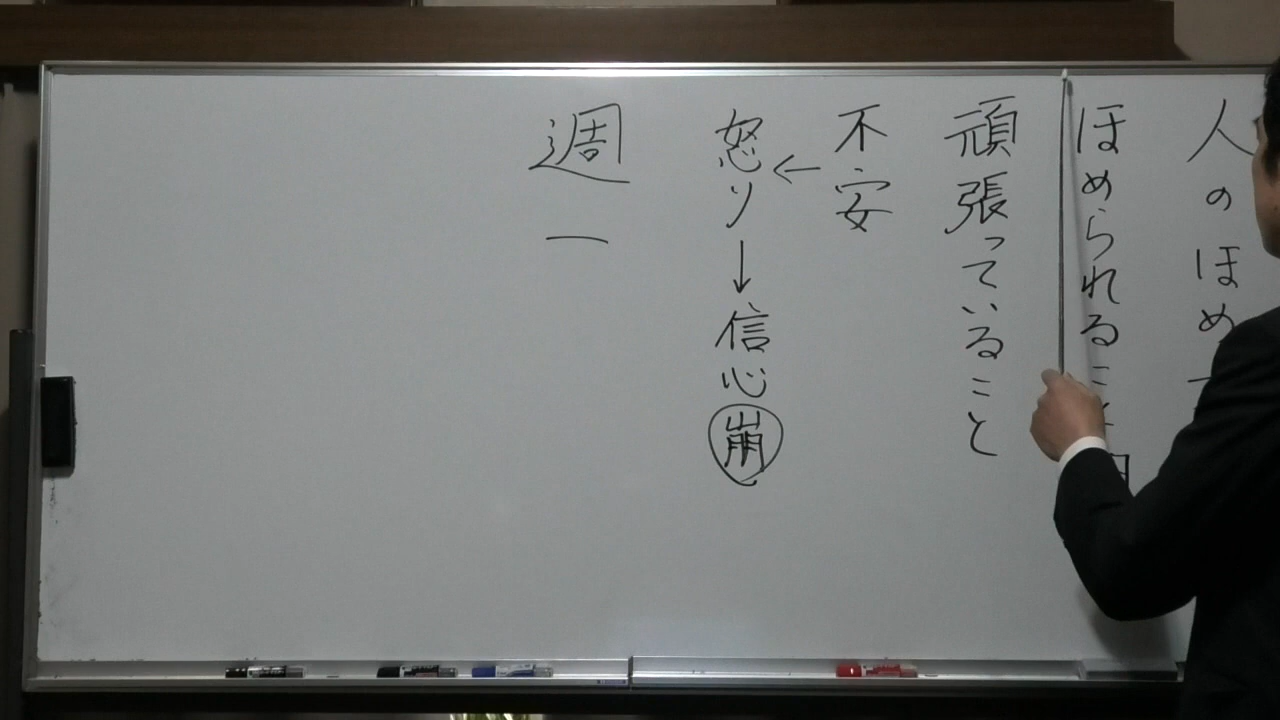 人のほめ
ほめられること
頑張っていること
不安
← 
怒り→信心崩
週一